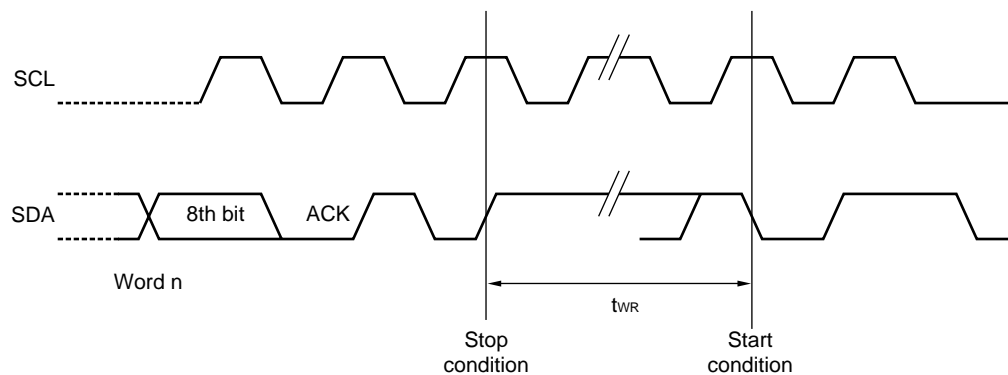 SCL
SDA
8th bit
ACK
Word n
tWR
Stop
condition
Start
condition